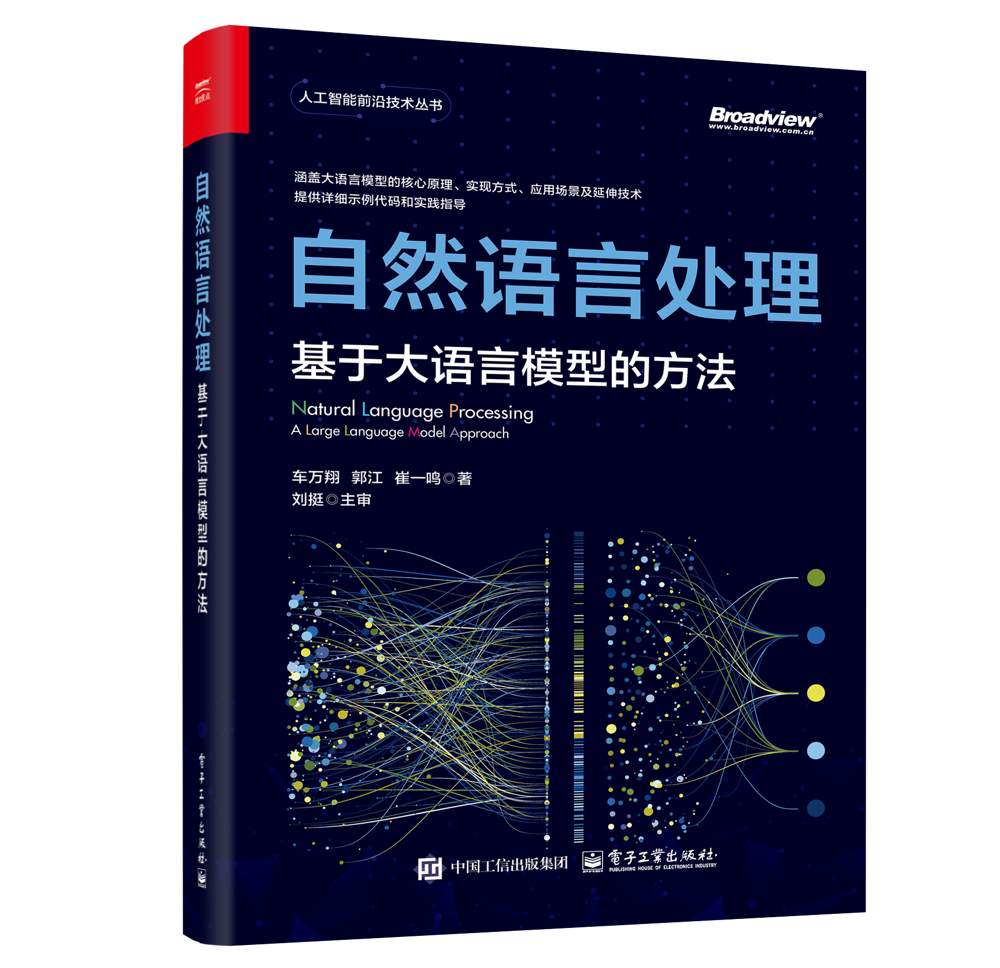 人工智能前沿技术丛书
Broadview®
www.broadview.com.cn
涵盖大语言模型的核心原理、实现方式、应用场景及延伸技术
提供详细示例代码和实践指导
自然语言处理
基于大语言模型的方法
Natural Language Processing
A Large Language Model Approach
车万翔 郭江 崔一鸣◎著
刘挺◎主审
中国工信出版集团
電子工業出版社.
PUBLISHING HOUSE OF ELECTRONICS INDUSTRY
PHEI
Broadview®
博文视点
自然语言处理 基于大语言模型的方法
電子工業出版社.